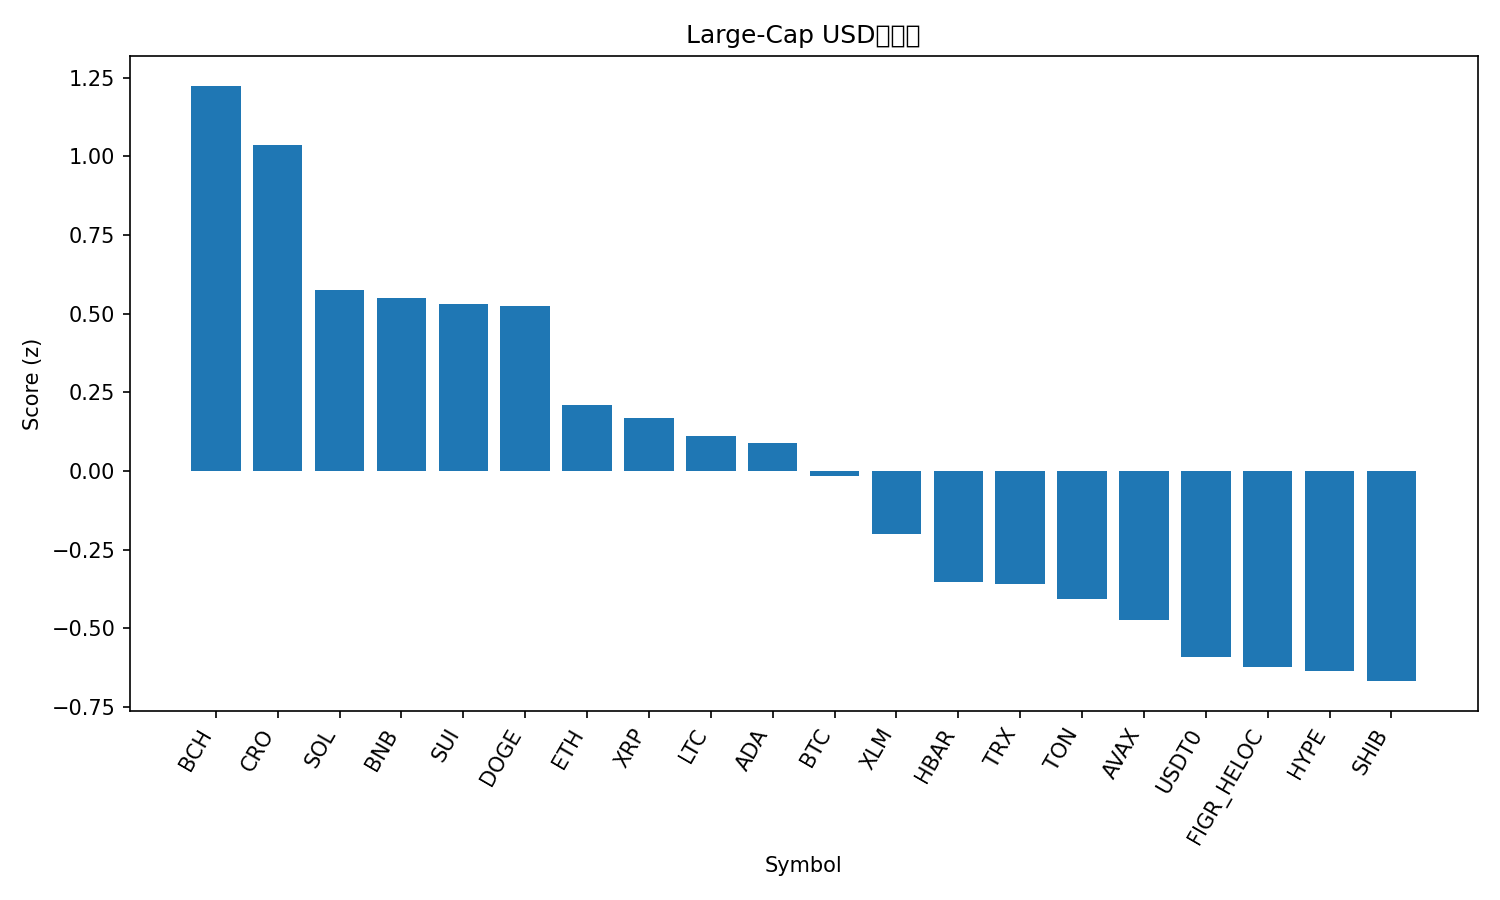 Large-Cap USD
1.25
1.00
0.75
0.50
0.25
0.00
−0.25
−0.50
−0.75
Score (z)
BCH
CRO
SOL
BNB
SUI
DOGE
ETH
XRP
LTC
ADA
BTC
XLM
HBAR
TRX
TON
AVAX
USDT0
FIGR_HELOC
HYPE
SHIB
Symbol